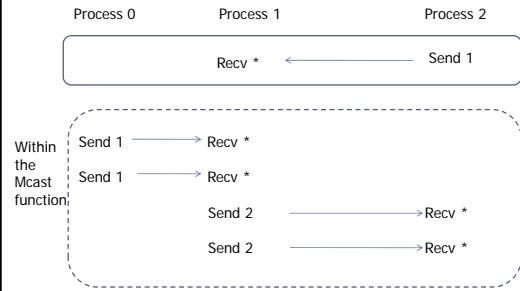 Process 0 Process 1 Process 2
Recv * Send 1
Within
the
Mcast
function
Send 1 Recv *
Send 1 Recv *
Send 2 Recv *
Send 2 Recv *